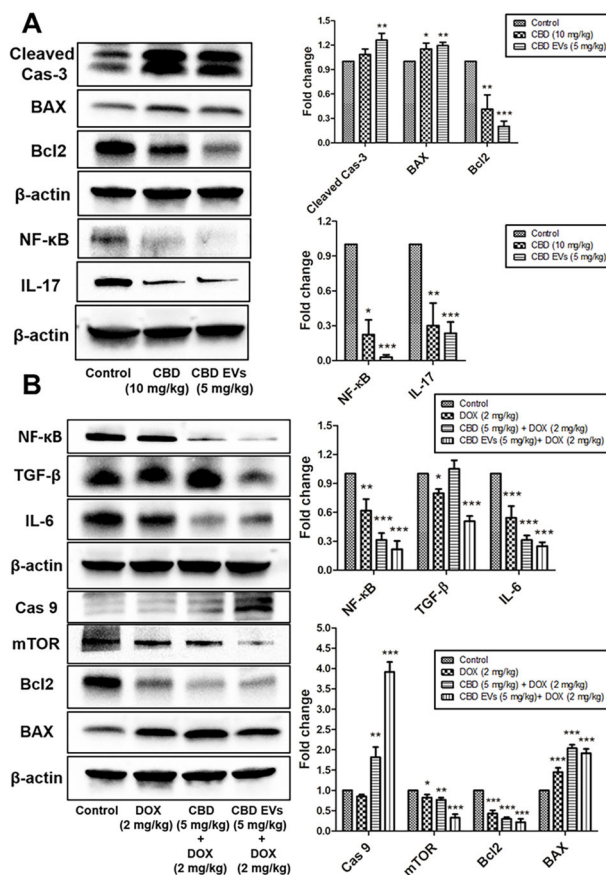 A
Cleaved
Cas-3
BAX
Bcl2
β-actin
NF-κB
IL-17
β-actin
Control
CBD
(10 mg/kg)
CBD EVs
(5 mg/kg)
Fold change
1.5
1.2
0.9
0.6
0.3
0.0
** * ** ** ***
Cleaved Cas-3
BAX
Bcl2
Control
CBD (10 mg/kg)
CBD EVs (5 mg/kg)
Fold change
1.2
0.9
0.6
0.3
0.0
* *** ** ***
NF-κB
IL-17
Control
CBD (10 mg/kg)
CBD EVs (5 mg/kg)
B
NF-κB
TGF-β
IL-6
β-actin
Cas 9
mTOR
Bcl2
BAX
β-actin
Control
DOX
(2 mg/kg)
CBD
(5 mg/kg)
+
DOX
(2 mg/kg)
CBD EVs
(5 mg/kg)
+
DOX
(2 mg/kg)
Control
DOX (2 mg/kg)
CBD (5 mg/kg) + DOX (2 mg/kg)
CBD EVs (5 mg/kg)+ DOX (2 mg/kg)
Fold change
1.5
1.2
0.9
0.6
0.3
0.0
** *** *** * *** *** *** ***
NF-κB
TGF-β
IL-6
Fold change
5.0
4.5
4.0
3.5
3.0
2.5
2.0
1.5
1.0
0.5
0.0
** *** * ** *** *** *** *** *** *** ***
Cas 9
mTOR
Bcl2
BAX
Control
DOX (2 mg/kg)
CBD (5 mg/kg) + DOX (2 mg/kg)
CBD EVs (5 mg/kg)+ DOX (2 mg/kg)